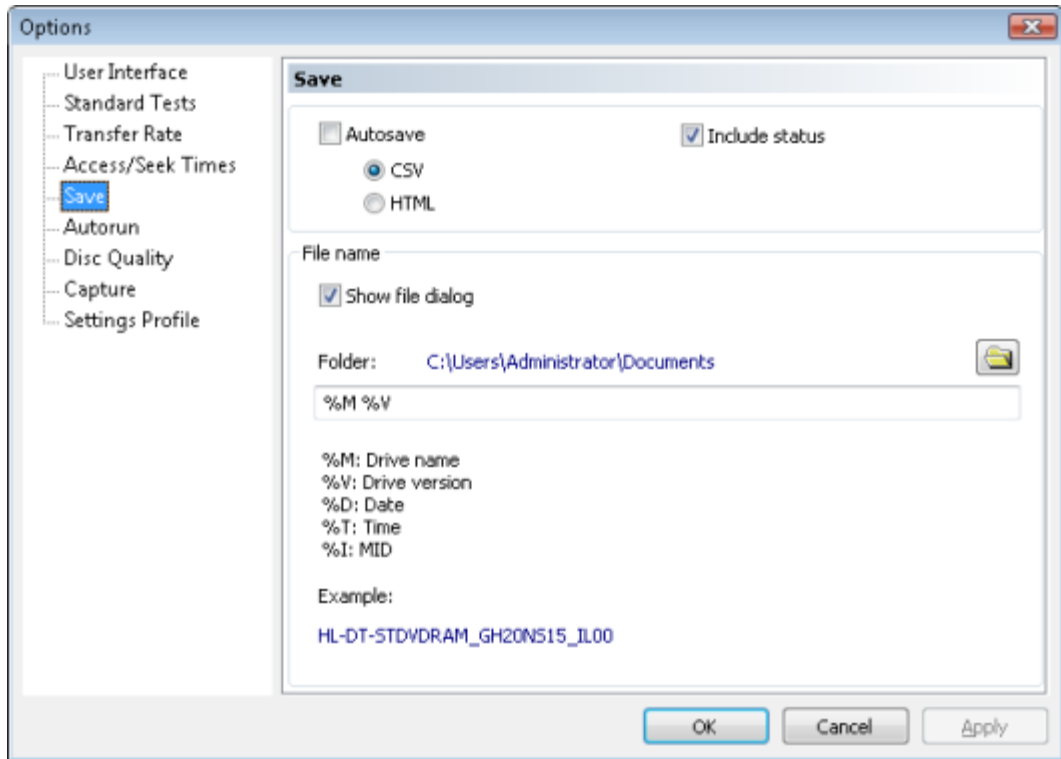 Options
User Interface
Standard Tests
Transfer Rate
Access/Seek Times
Save
Autorun
Disc Quality
Capture
Settings Profile
Save
Autosave
Include status
CSV
HTML
File name
Show file dialog
Folder: C:\Users\Administrator\Documents
%M %V
%M: Drive name
%V: Drive version
%D: Date
%T: Time
%I: MID
Example:
HL-DT-STDVDRAM_GH20NS15_IL00
OK Cancel Apply